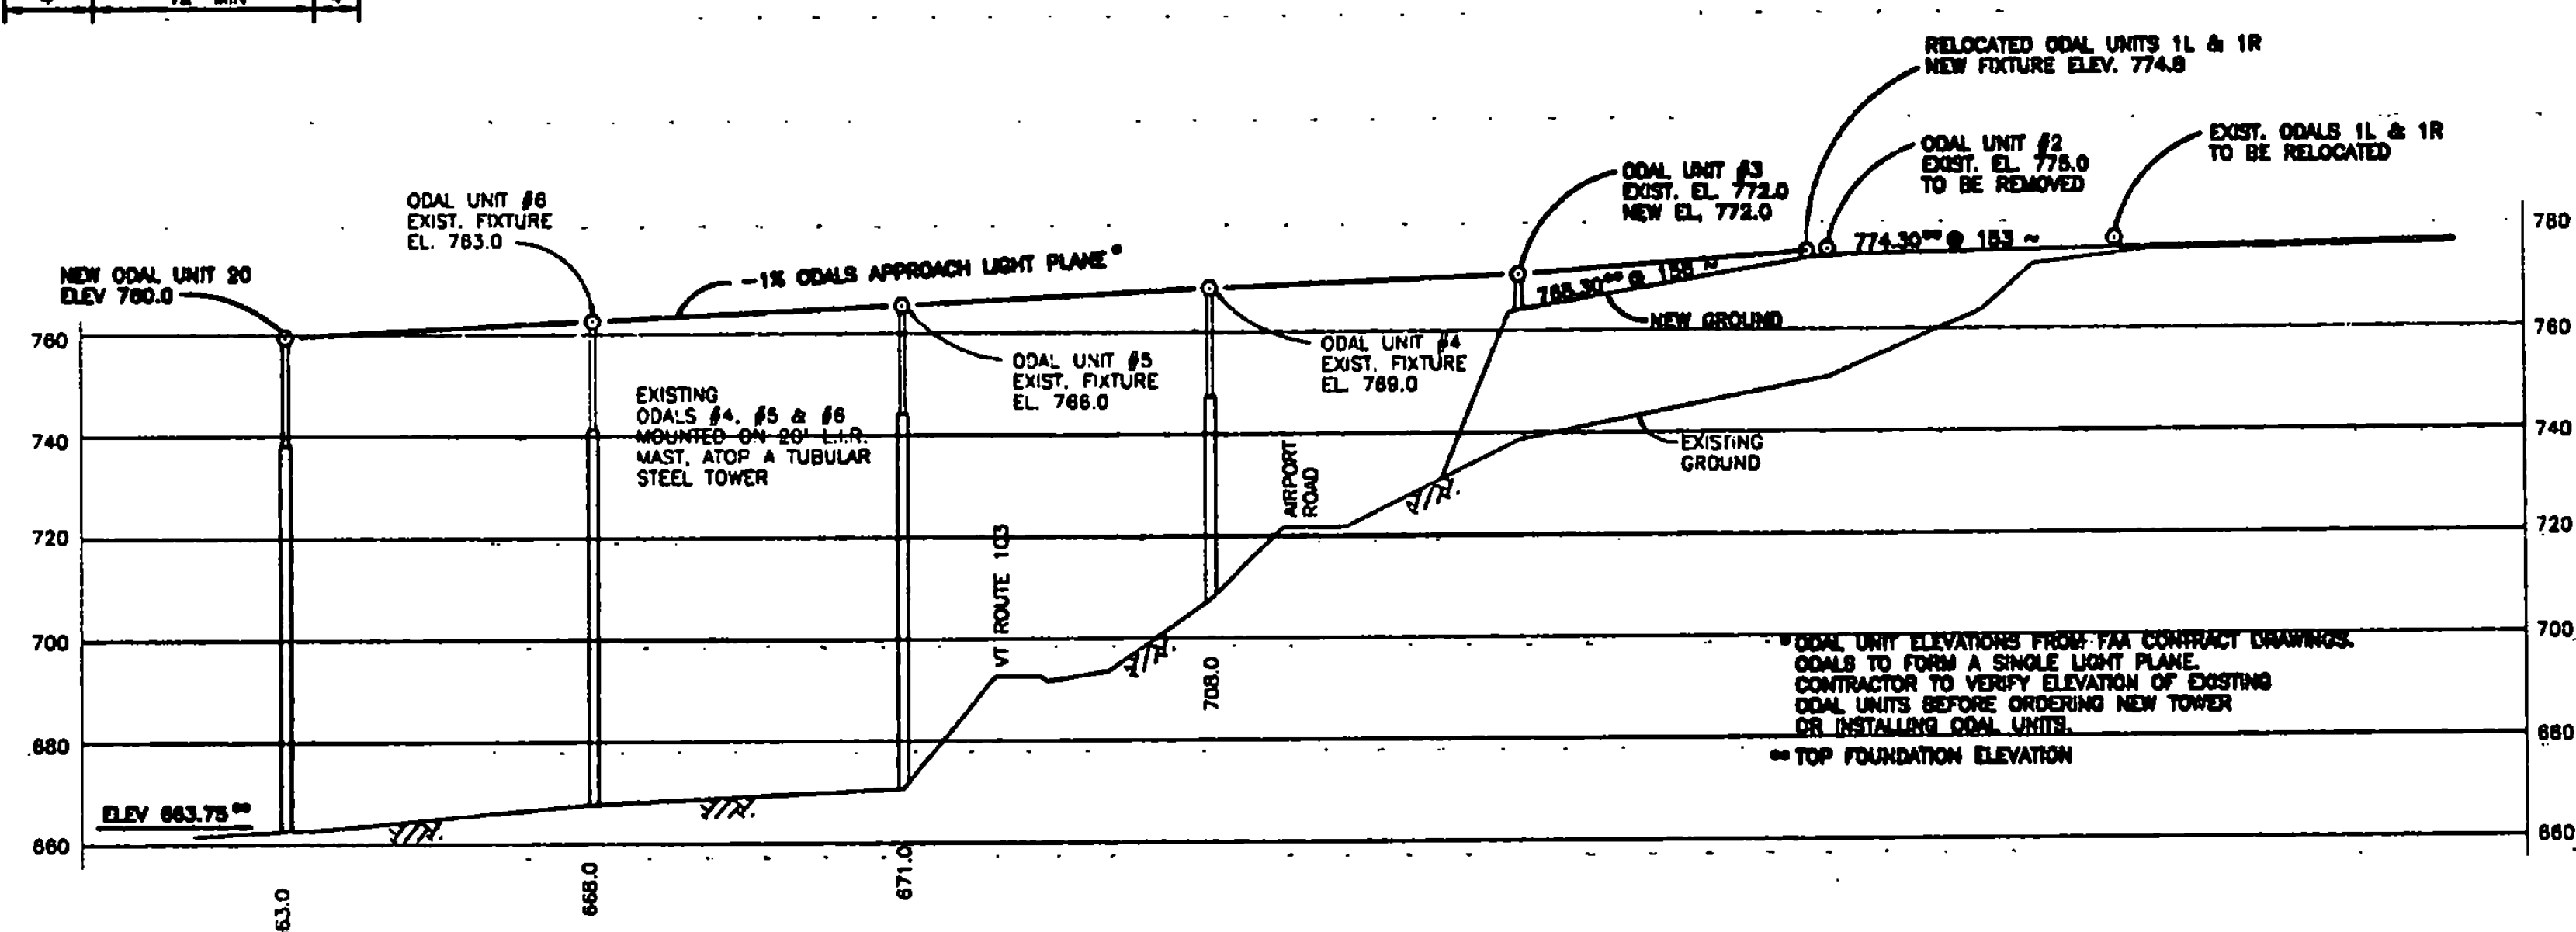 RELOCATED ODAL UNITS 1L & 1R
NEW FIXTURE ELEV. 774.8
ODAL UNIT #2
EXIST. EL. 775.0
TO BE REMOVED
EXIST. ODALS 1L & 1R
TO BE RELOCATED
ODAL UNIT #3
EXIST. EL. 772.0
NEW EL. 772.0
ODAL UNIT #6
EXIST. FIXTURE
EL. 763.0
NEW ODAL UNIT 20
ELEV 760.0
-1% ODALS APPROACH LIGHT PLANE*
774.30** @ 153 ~
NEW GROUND
ODAL UNIT #5
EXIST. FIXTURE
EL. 766.0
ODAL UNIT #4
EXIST. FIXTURE
EL. 769.0
EXISTING
ODALS #4, #5 & #6
MOUNTED ON 20' L.I.R.
MAST, ATOP A TUBULAR
STEEL TOWER
EXISTING
GROUND
AIRPORT
ROAD
VT ROUTE 103
780
760
760
740
740
720
720
700
700
680
680
660
660
* ODAL UNIT ELEVATIONS FROM FAA CONTRACT DRAWINGS.
ODALS TO FORM A SINGLE LIGHT PLANE.
CONTRACTOR TO VERIFY ELEVATION OF EXISTING
ODAL UNITS BEFORE ORDERING NEW TOWER
OR INSTALLING ODAL UNITS.
** TOP FOUNDATION ELEVATION
ELEV 663.75**
63.0
668.0
671.0
708.0